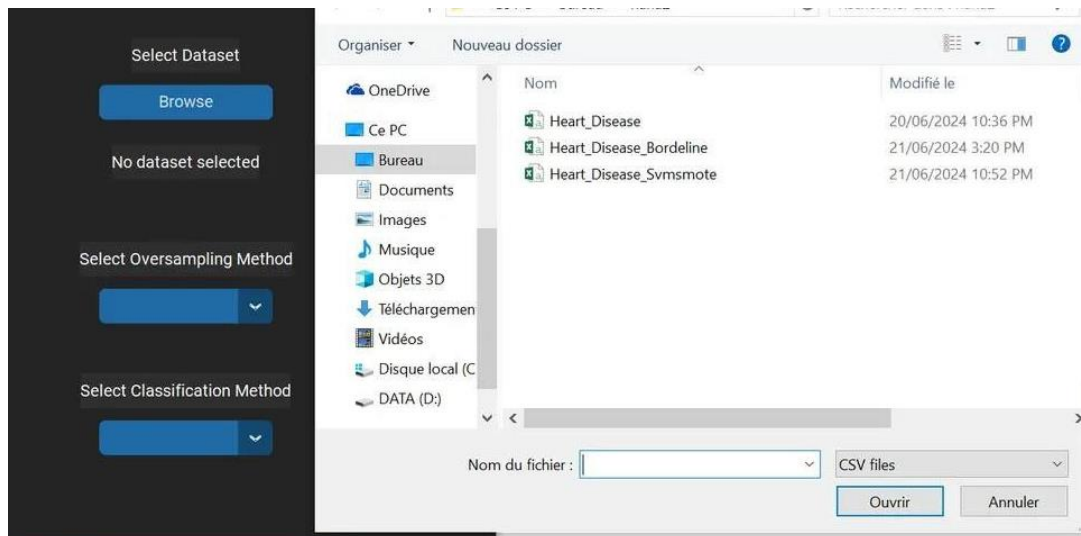 Select Dataset
Browse
No dataset selected
Select Oversampling Method
Select Classification Method
Organiser
Nouveau dossier
OneDrive
Ce PC
Bureau
Documents
Images
Musique
Objets 3D
Téléchargemen
Vidéos
Disque local (C
DATA (D:)
Nom
Modifié le
Heart_Disease
20/06/2024 10:36 PM
Heart_Disease_Bordeline
21/06/2024 3:20 PM
Heart_Disease_Svmsmote
21/06/2024 10:52 PM
Nom du fichier :
CSV files
Ouvrir
Annuler